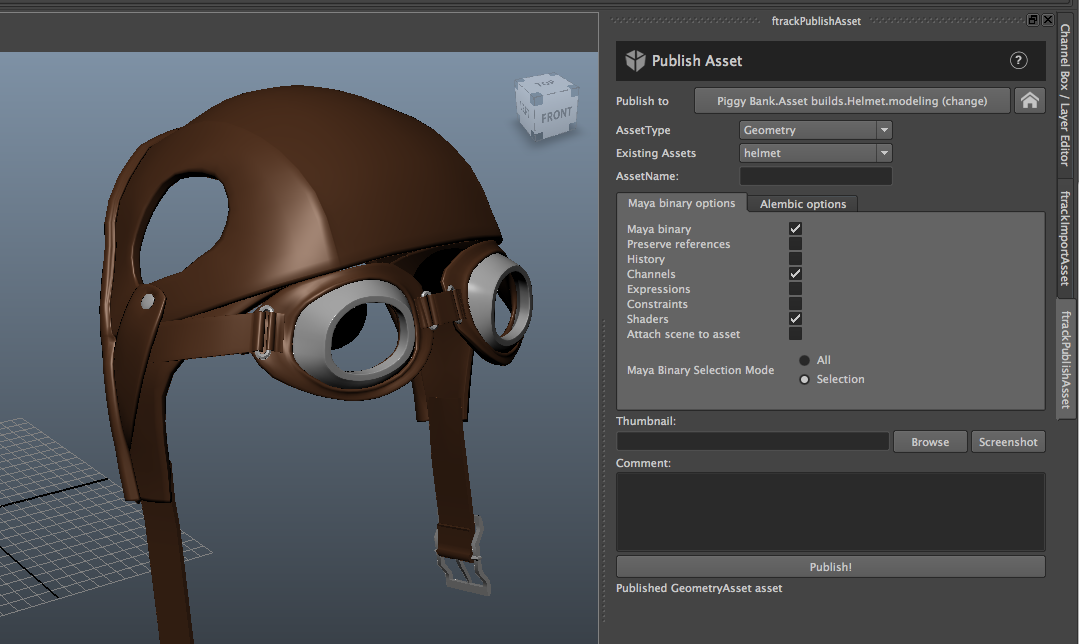 ftrackPublishAsset
Publish Asset
?
Publish to
Piggy Bank.Asset builds.Helmet.modeling (change)
AssetType
Geometry
Existing Assets
helmet
AssetName:
Maya binary options
Alembic options
Maya binary
Preserve references
History
Channels
Expressions
Constraints
Shaders
Attach scene to asset
Maya Binary Selection Mode
All
Selection
Thumbnail:
Browse
Screenshot
Comment:
Publish!
Published GeometryAsset asset
Channel Box / Layer Editor
ftrackImportAsset
ftrackPublishAsset
TOP
FRONT